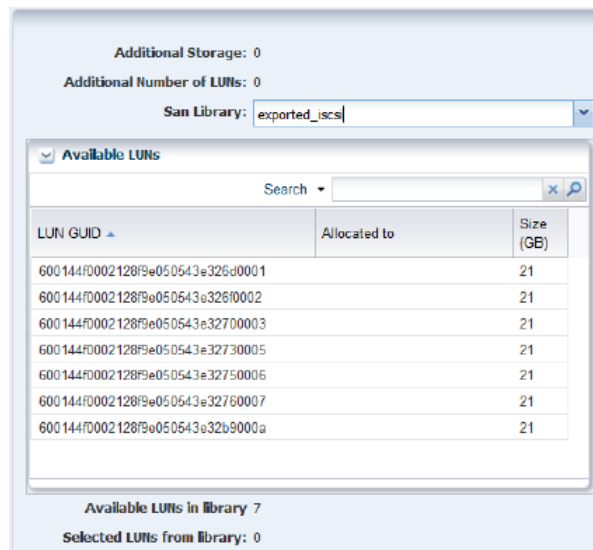 Additional Storage: 0
Additional Number of LUNs: 0
San Library: exported_iscsi
Available LUNs
Search
LUN GUID Allocated to Size (GB)
600144f0002128f9e050543e326d0001 21
600144f0002128f9e050543e326f0002 21
600144f0002128f9e050543e32700003 21
600144f0002128f9e050543e32730005 21
600144f0002128f9e050543e32750006 21
600144f0002128f9e050543e32760007 21
600144f0002128f9e050543e32b9000a 21
Available LUNs in library 7
Selected LUNs from library: 0